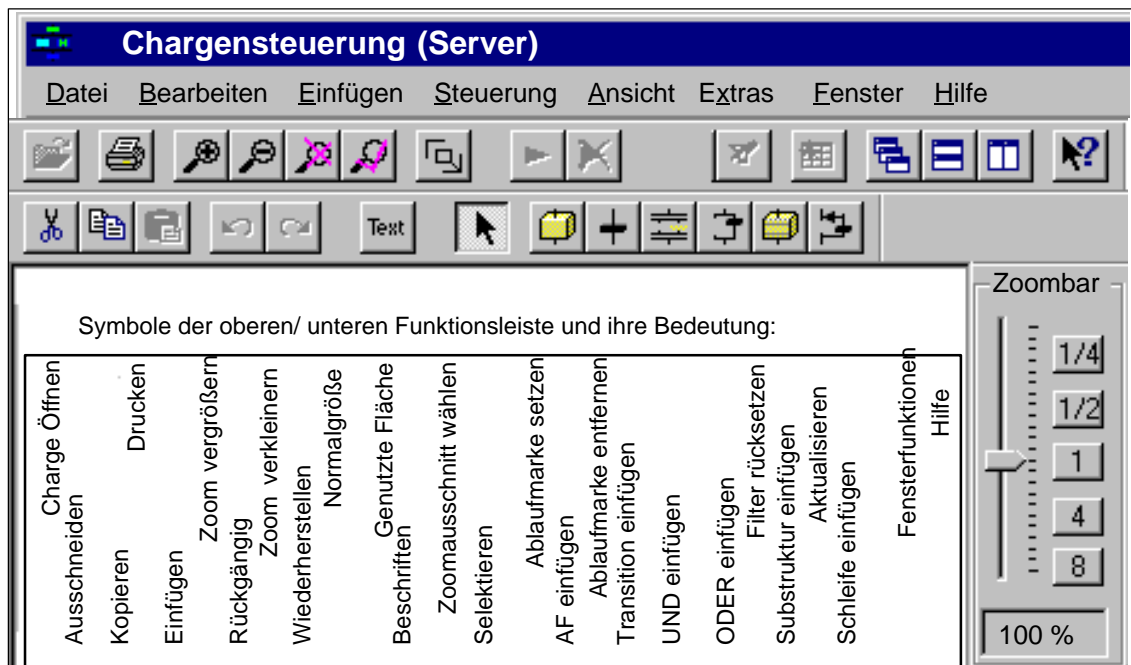 Chargensteuerung (Server)
Datei Bearbeiten Einfügen Steuerung Ansicht Extras Fenster Hilfe
Text
Zoombar
1/4
1/2
1
4
8
100 %
Symbole der oberen/ unteren Funktionsleiste und ihre Bedeutung:
Charge Öffnen
Ausschneiden
Kopieren
Drucken
Einfügen
Zoom vergrößern
Rückgängig
Zoom verkleinern
Wiederherstellen
Normalgröße
Genutzte Fläche
Beschriften
Zoomausschnitt wählen
Selektieren
Ablaufmarke setzen
AF einfügen
Ablaufmarke entfernen
Transition einfügen
UND einfügen
ODER einfügen
Filter rücksetzen
Substruktur einfügen
Aktualisieren
Schleife einfügen
Fensterfunktionen
Hilfe